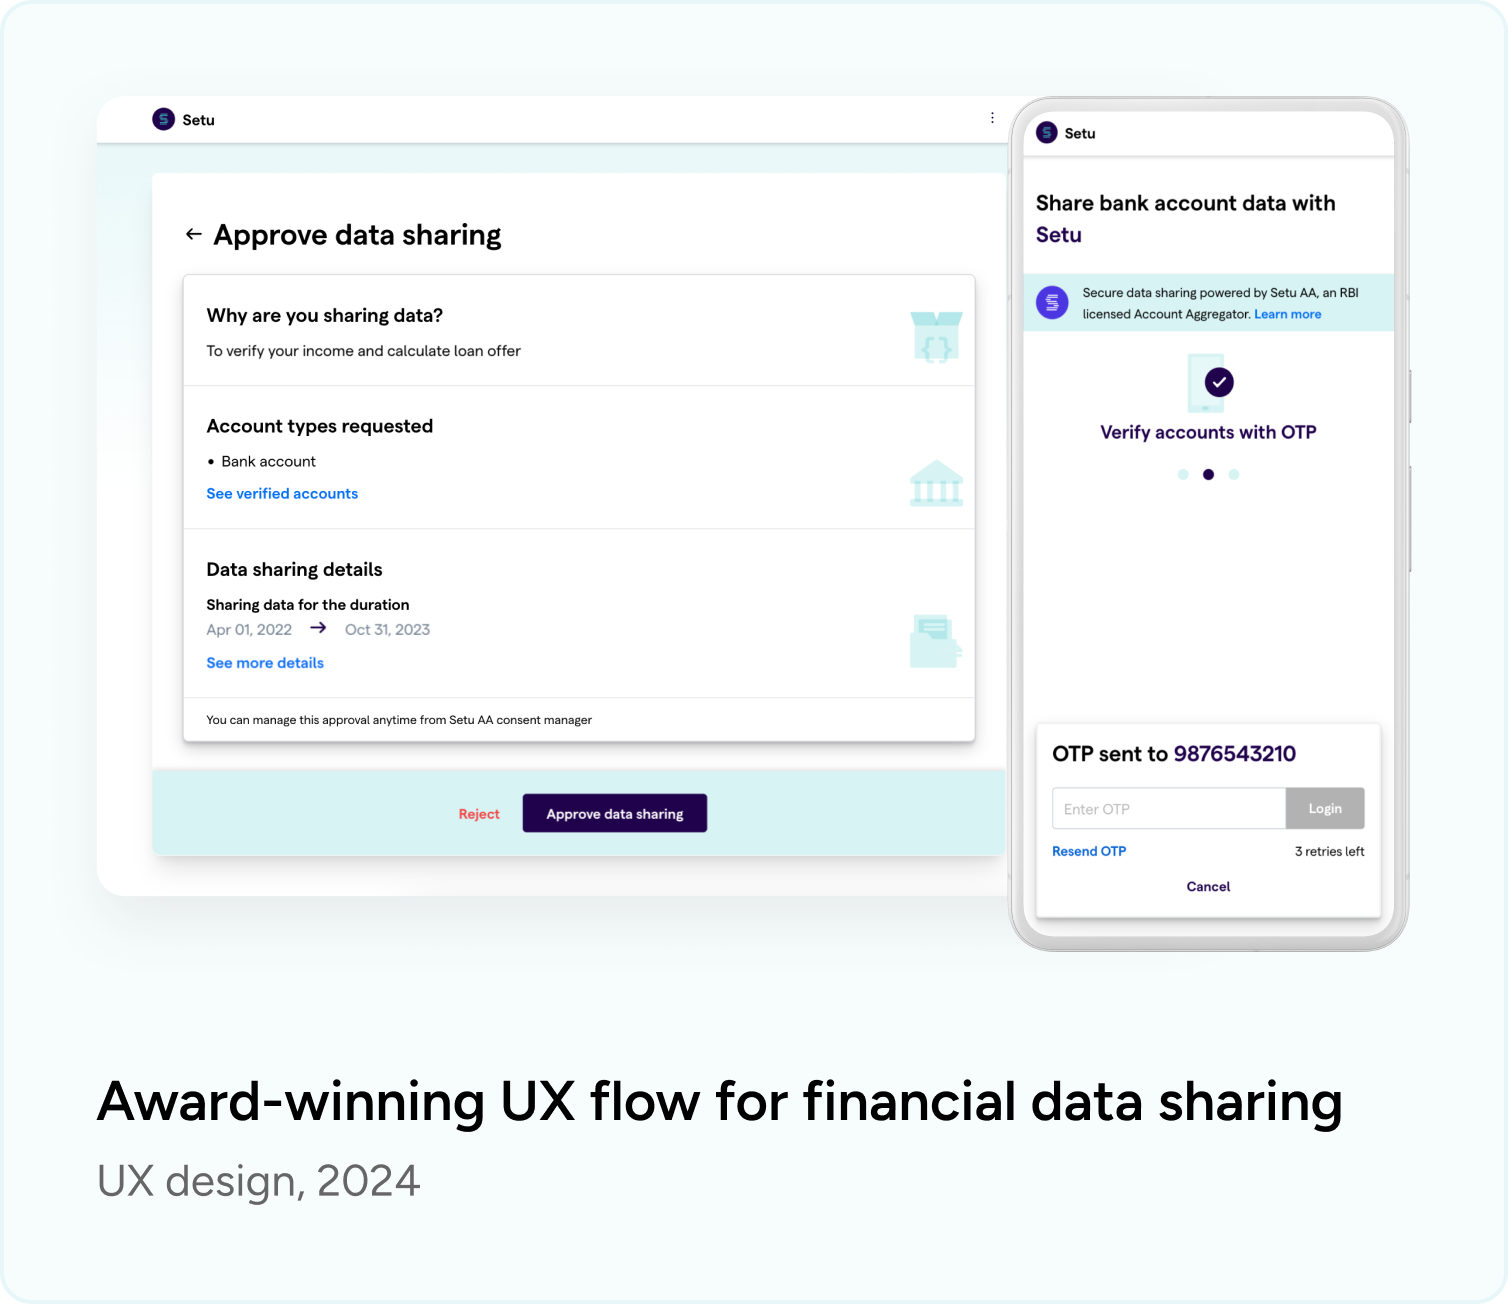 Setu
Approve data sharing
Why are you sharing data?
To verify your income and calculate loan offer
Account types requested
• Bank account
See verified accounts
Data sharing details
Sharing data for the duration
Apr 01, 2022 → Oct 31, 2023
See more details
You can manage this approval anytime from Setu AA consent manager
Reject
Approve data sharing
Setu
Share bank account data with
Setu
Secure data sharing powered by Setu AA, an RBI
licensed Account Aggregator. Learn more
Verify accounts with OTP
OTP sent to 9876543210
Enter OTP
Login
Resend OTP
3 retries left
Cancel
Award-winning UX flow for financial data sharing
UX design, 2024